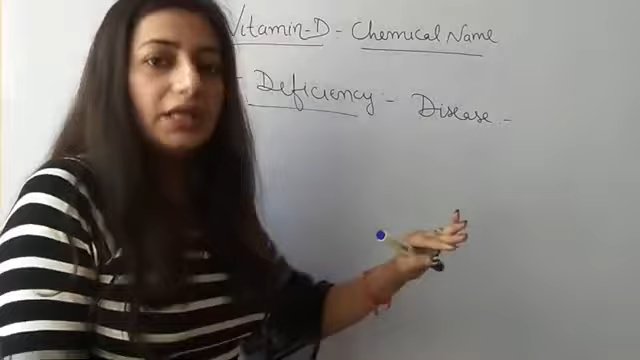 Vitamin-D - Chemical Name
- Deficiency - Disease -